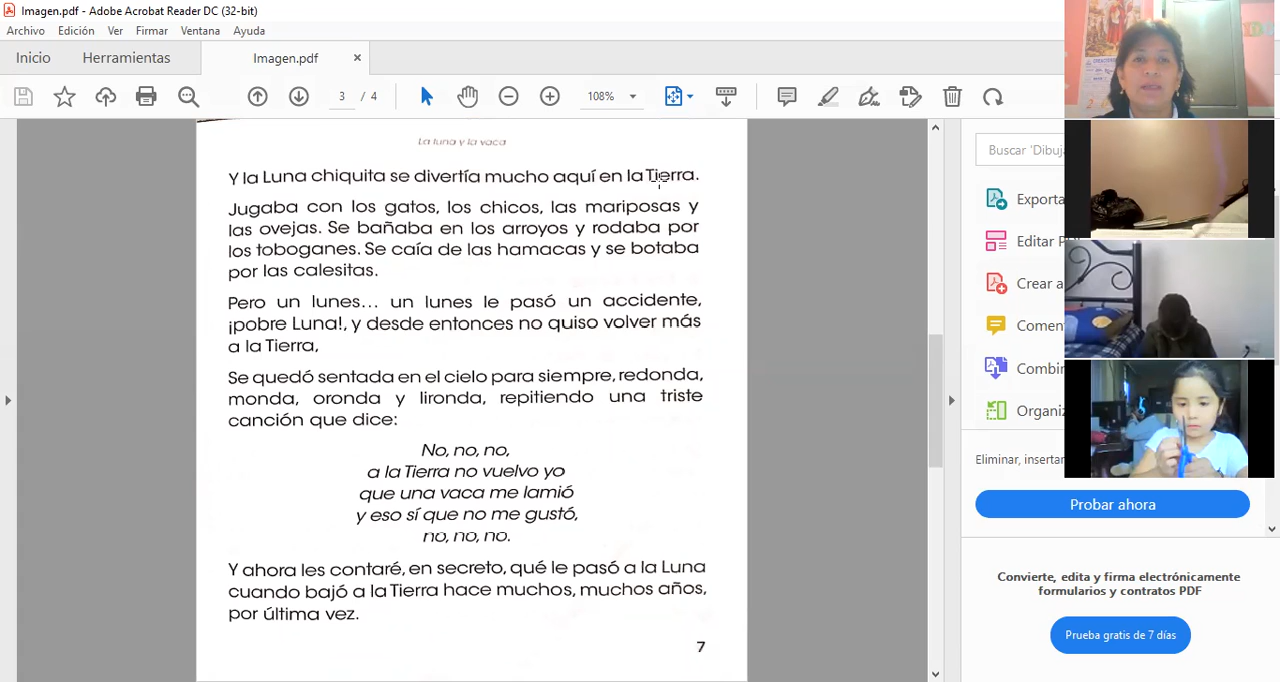 Imagen.pdf - Adobe Acrobat Reader DC (32-bit)
Archivo Edición Ver Firmar Ventana Ayuda
Inicio Herramientas Imagen.pdf ×
3 / 4 108%
La luna y la vaca
Y la Luna chiquita se divertía mucho aquí en la Tierra.
Jugaba con los gatos, los chicos, las mariposas y
las ovejas. Se bañaba en los arroyos y rodaba por
los toboganes. Se caía de las hamacas y se botaba
por las calesitas.
Pero un lunes... un lunes le pasó un accidente,
¡pobre Luna!, y desde entonces no quiso volver más
a la Tierra,
Se quedó sentada en el cielo para siempre, redonda,
monda, oronda y lironda, repitiendo una triste
canción que dice:
No, no, no,
a la Tierra no vuelvo yo
que una vaca me lamió
y eso sí que no me gustó,
no, no, no.
Y ahora les contaré, en secreto, qué le pasó a la Luna
cuando bajó a la Tierra hace muchos, muchos años,
por última vez.
7
Buscar 'Dibuj
Exporta
Editar P
Crear a
Comen
Combin
Organiz
Eliminar, insertar
Probar ahora
Convierte, edita y firma electrónicamente
formularios y contratos PDF
Prueba gratis de 7 días